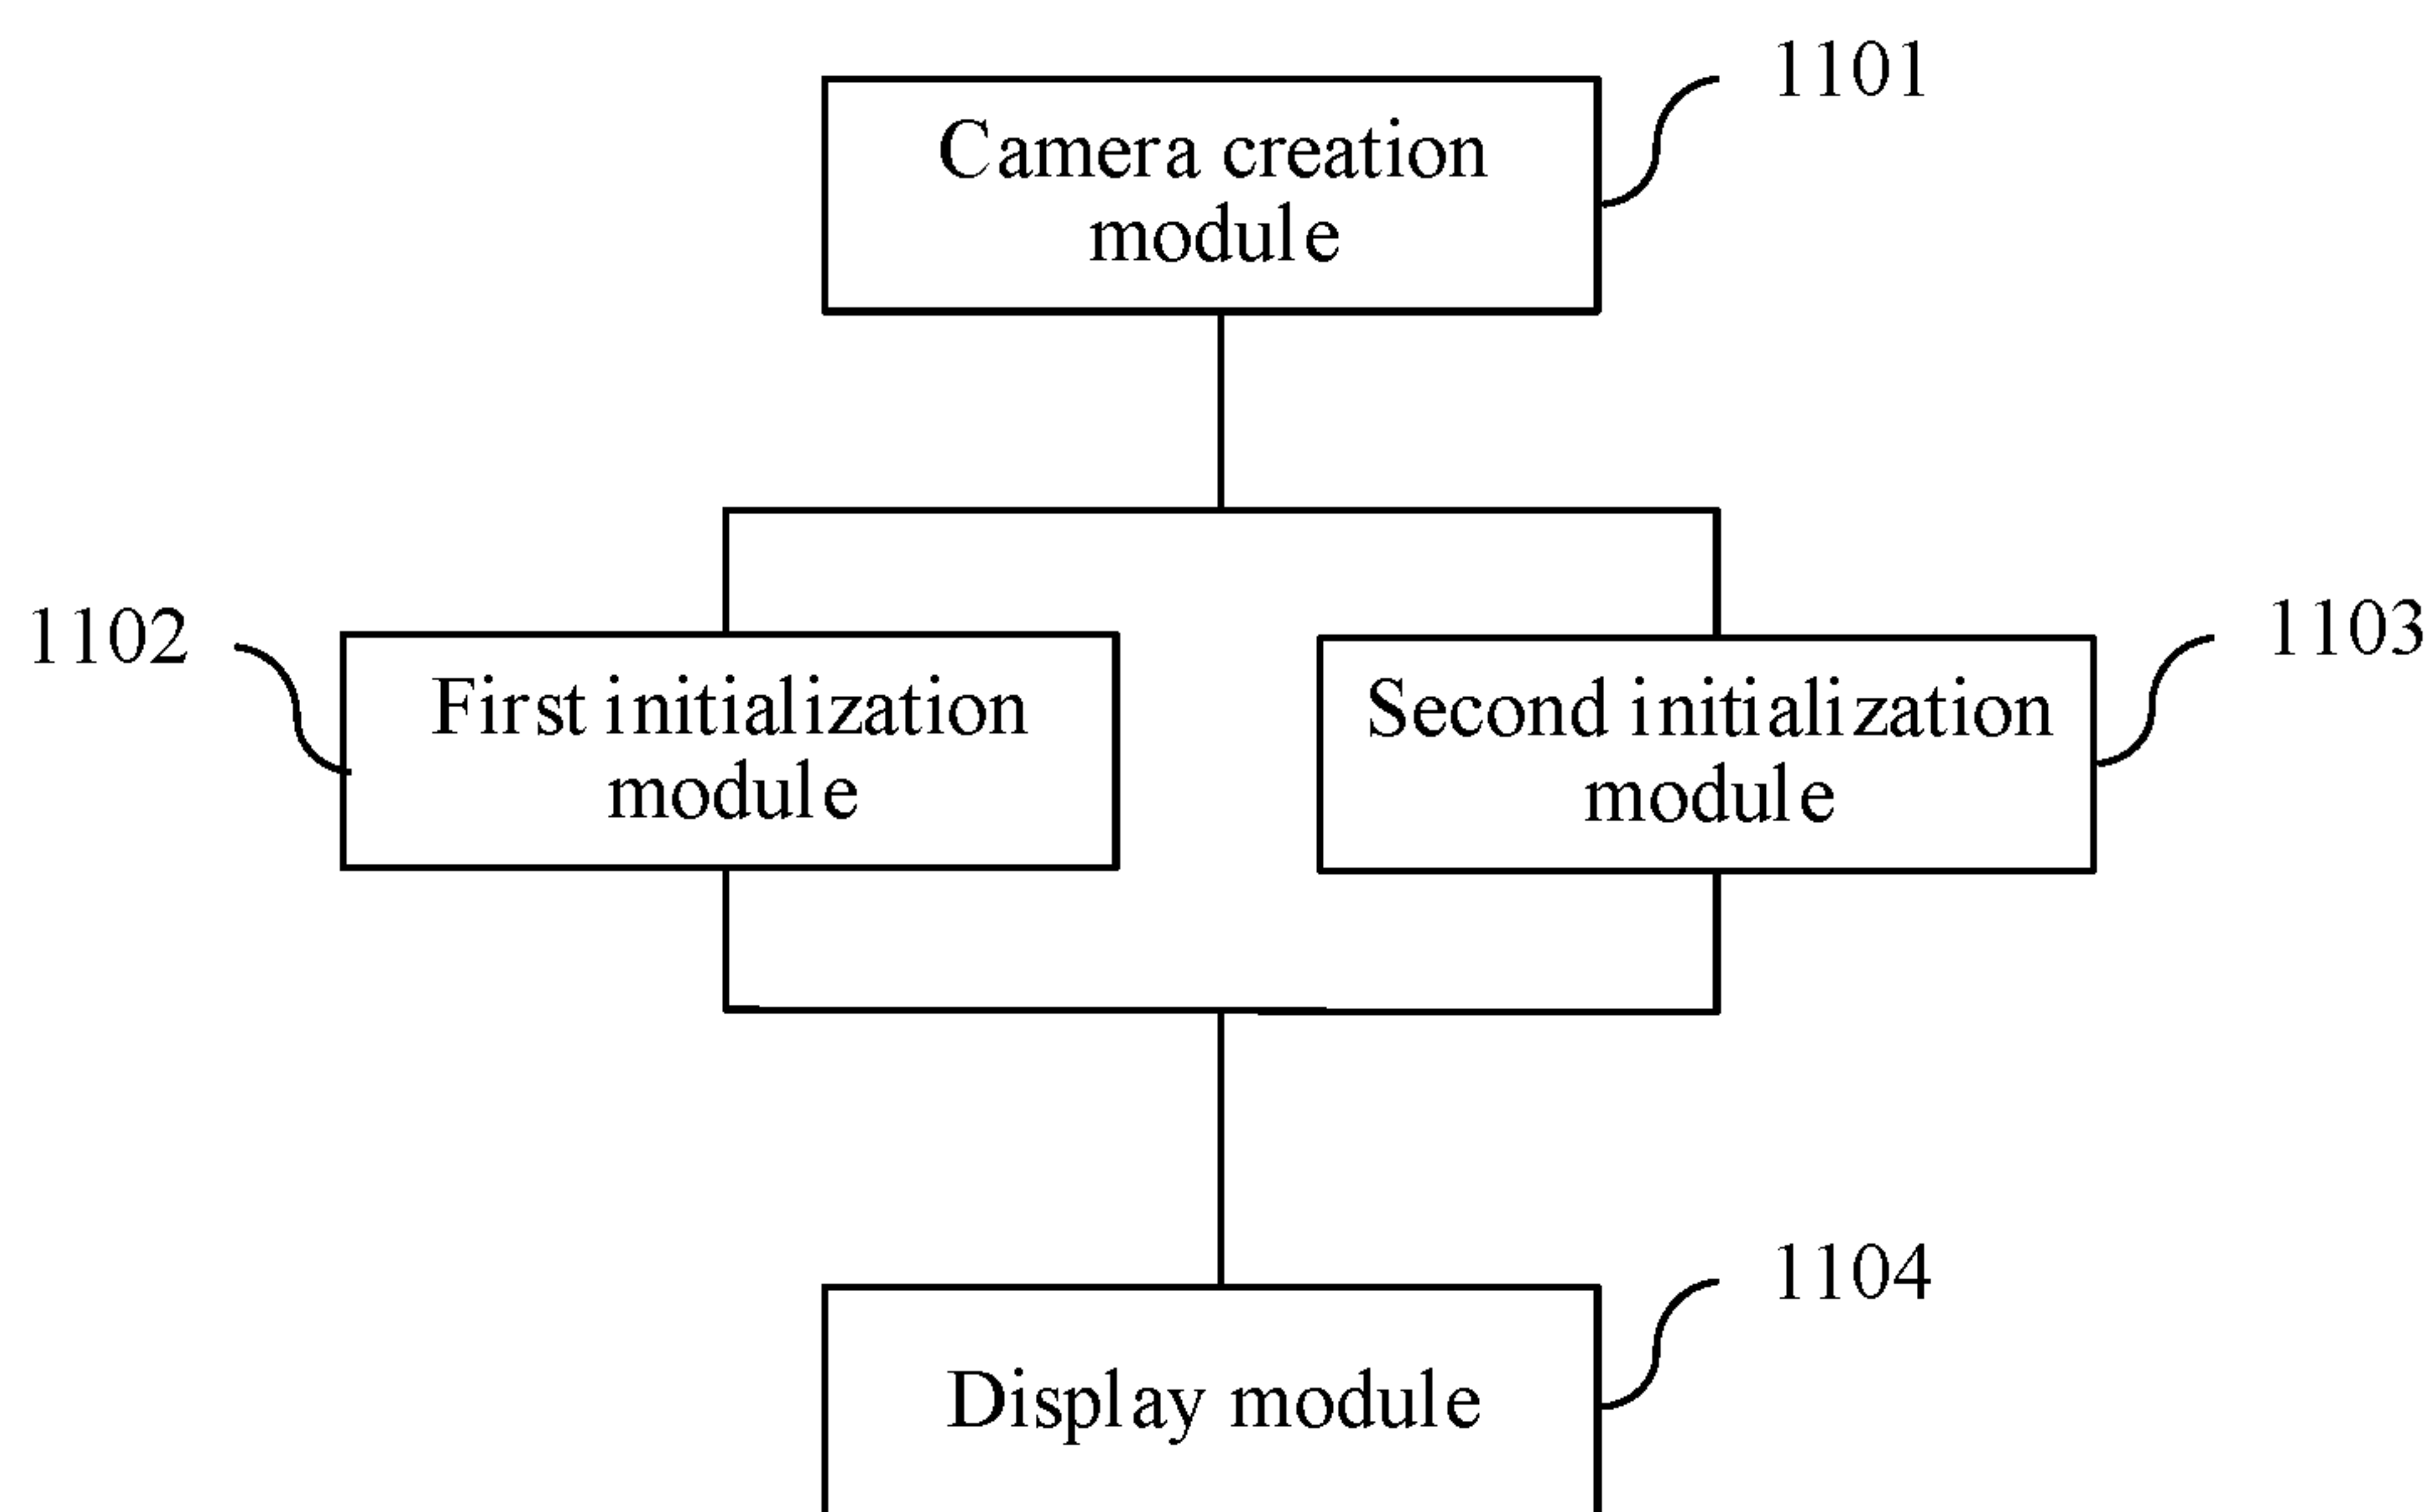 1101
Camera creation
module
1102
First initialization
module
Second initialization
module
1103
1104
Display module